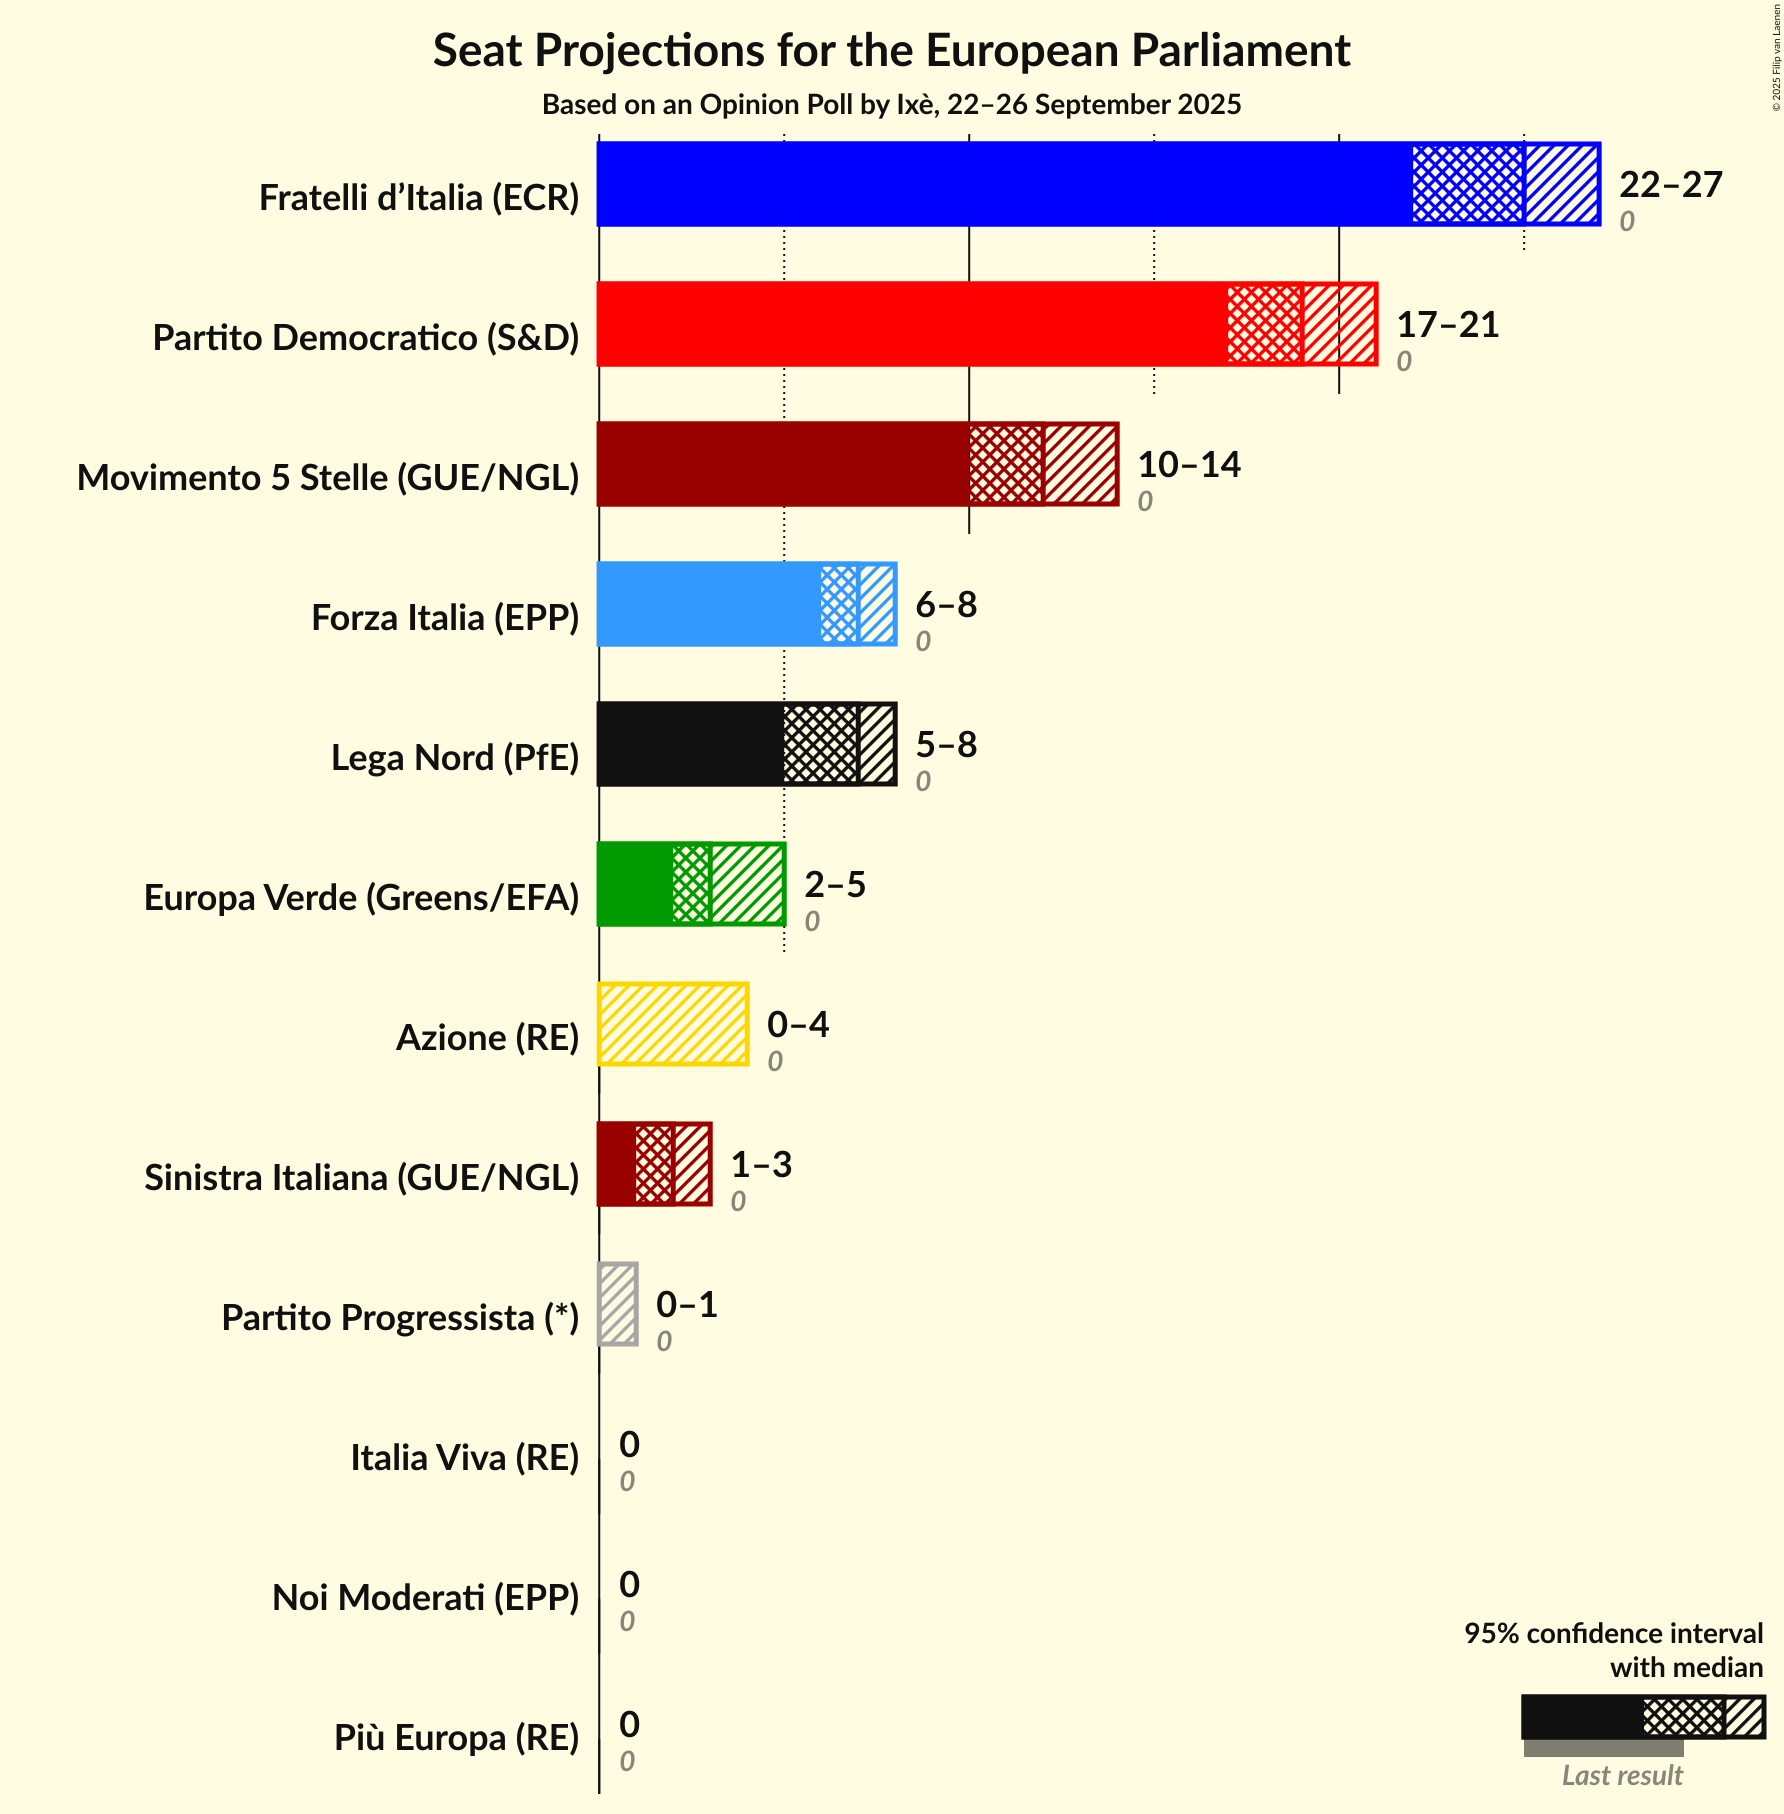 Seat Projections for the European Parliament
Based on an Opinion Poll by Ixè, 22–26 September 2025
© 2025 Filip van Laenen
Fratelli d’Italia (ECR)
22–27
0
Partito Democratico (S&D)
17–21
0
Movimento 5 Stelle (GUE/NGL)
10–14
0
Forza Italia (EPP)
6–8
0
Lega Nord (PfE)
5–8
0
Europa Verde (Greens/EFA)
2–5
0
Azione (RE)
0–4
0
Sinistra Italiana (GUE/NGL)
1–3
0
Partito Progressista (*)
0–1
0
Italia Viva (RE)
0
0
Noi Moderati (EPP)
0
0
Più Europa (RE)
0
0
95% confidence interval
with median
Last result